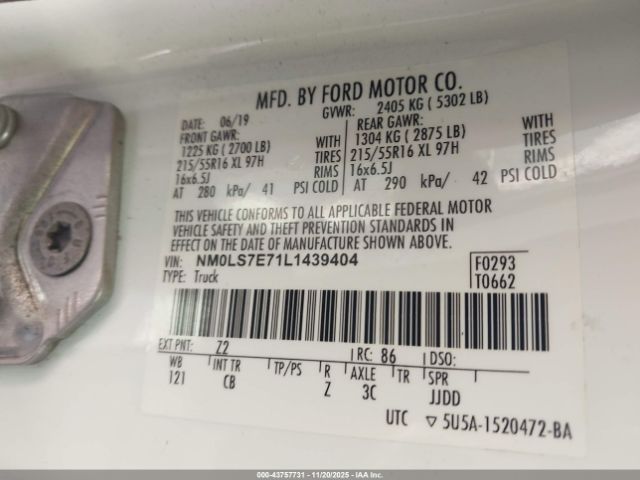 MFD. BY FORD MOTOR CO.
DATE: 06/19 GVWR: 2405 KG ( 5302 LB)
FRONT GAWR: REAR GAWR:
1225 KG ( 2700 LB) WITH 1304 KG ( 2875 LB) WITH
215/55R16 XL 97H TIRES 215/55R16 XL 97H TIRES
16x6.5J RIMS 16x6.5J RIMS
AT 280 kPa/ 41 PSI COLD AT 290 kPa/ 42 PSI COLD
THIS VEHICLE CONFORMS TO ALL APPLICABLE FEDERAL MOTOR
VEHICLE SAFETY AND THEFT PREVENTION STANDARDS IN
EFFECT ON THE DATE OF MANUFACTURE SHOWN ABOVE.
VIN: NM0LS7E71L1439404 F0293
TYPE: Truck T0662
EXT PNT: Z2 RC: 86 DSO:
WB INT TR TP/PS R AXLE TR SPR
121 CB Z 3C JJDD
UTC ▽ 5U5A-1520472-BA
000-43757731 - 11/20/2025 - IAAI.COM